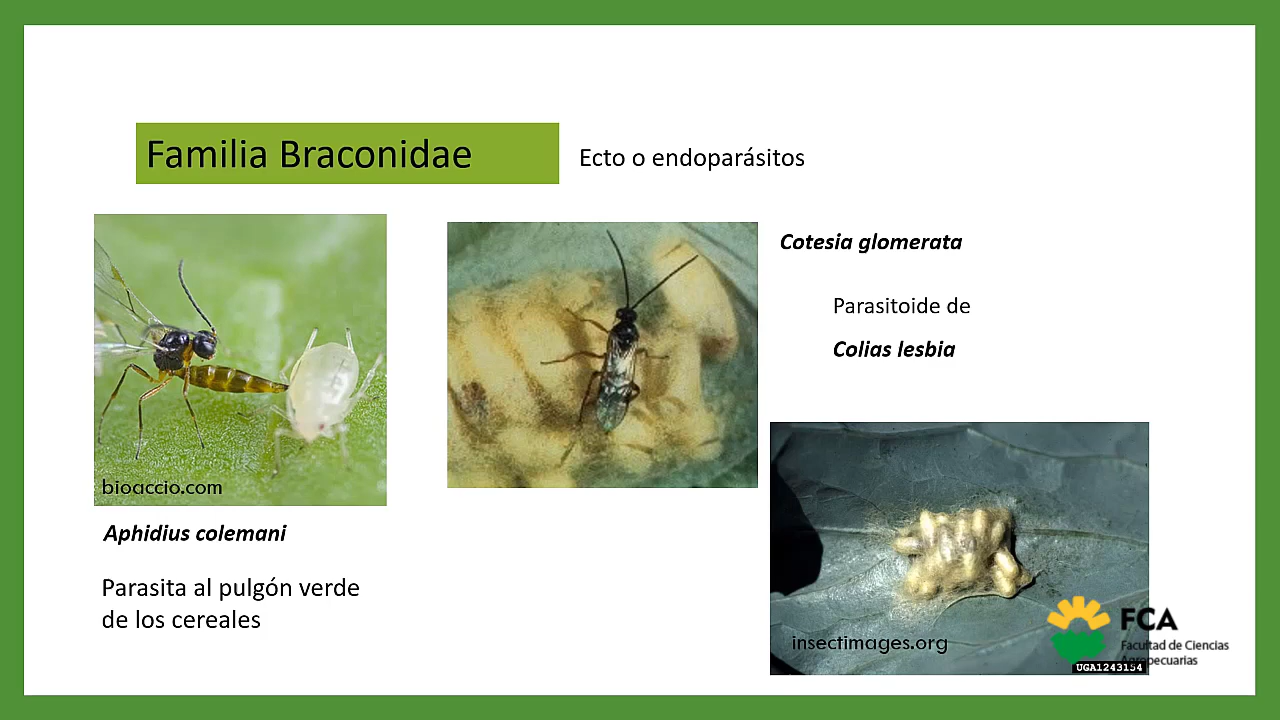 Familia Braconidae
Ecto o endoparásitos
Cotesia glomerata
Parasitoide de
Colias lesbia
bioaccio.com
Aphidius colemani
Parasita al pulgón verde
de los cereales
insectimages.org
FCA
Facultad de Ciencias
Agropecuarias
UGA1243154